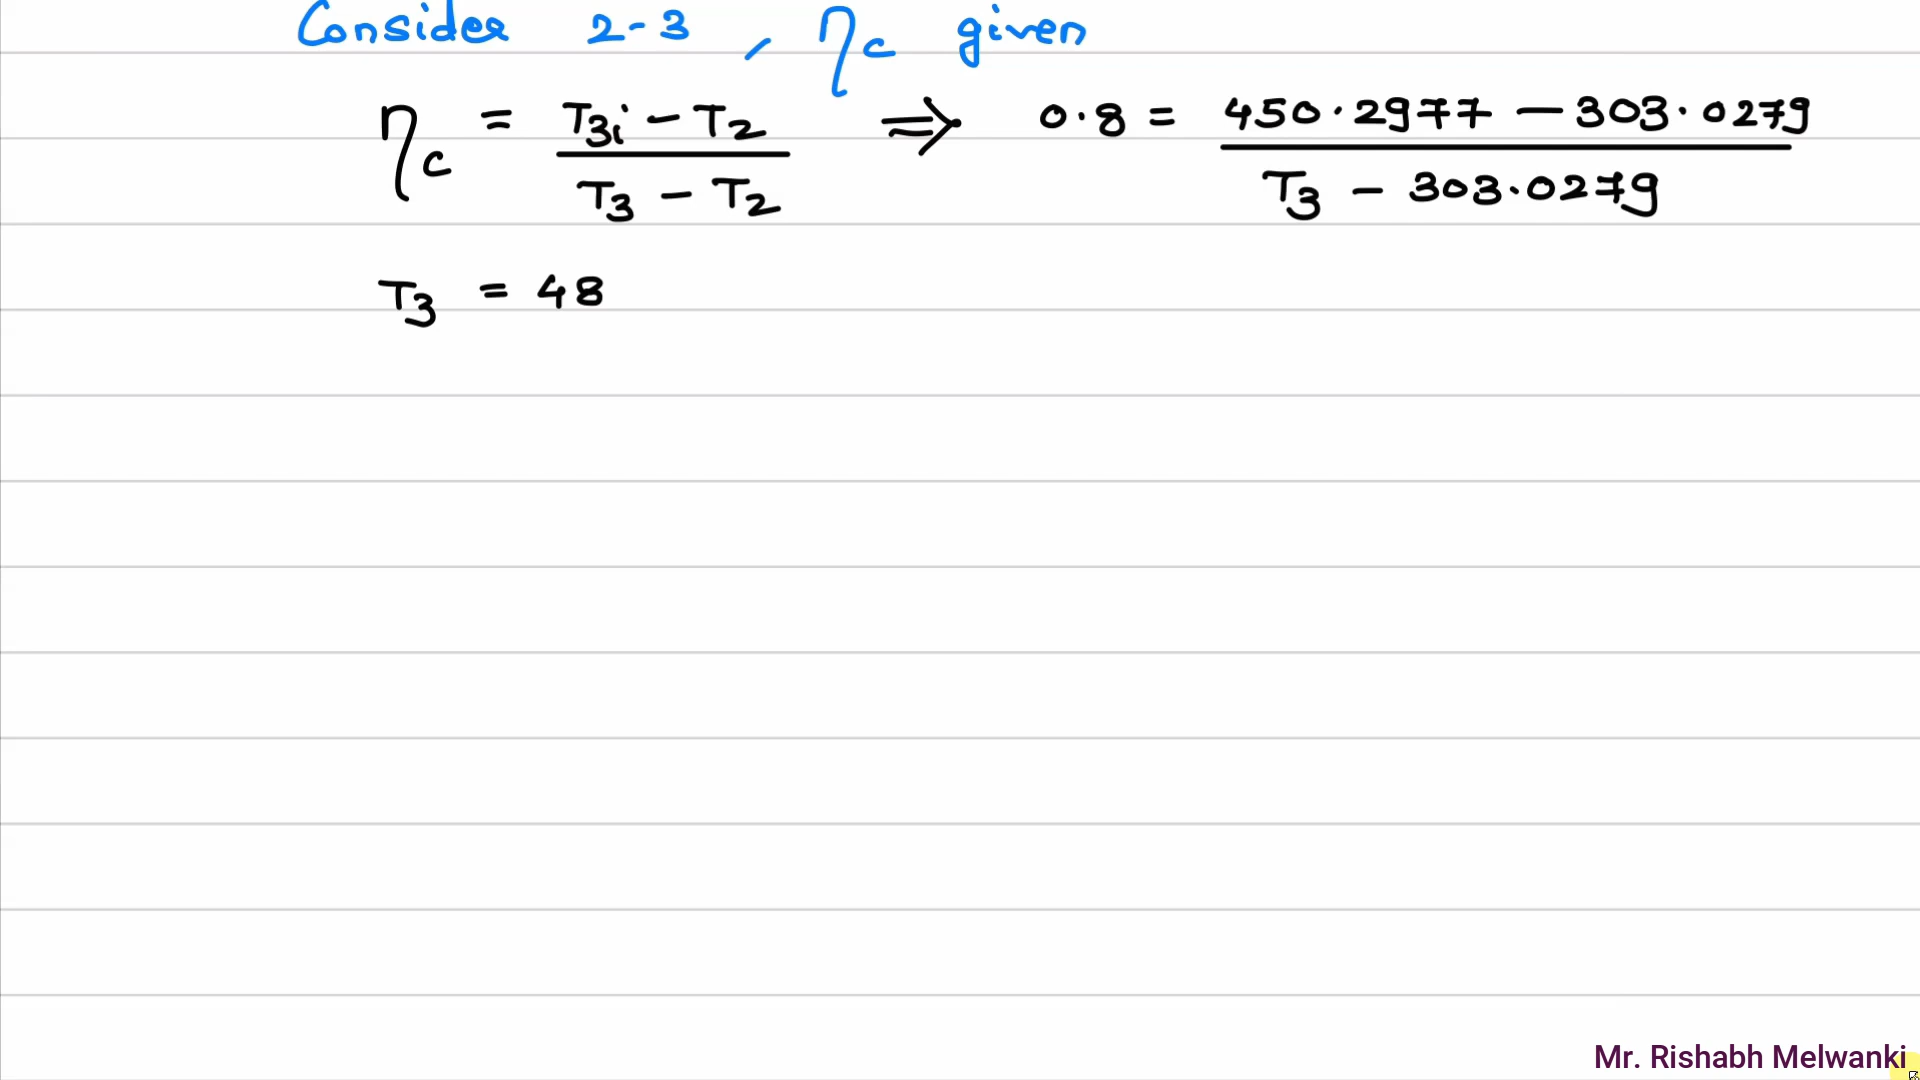 Consider 2-3, ηc given
ηc = (T3i - T2) / (T3 - T2) ⇒ 0.8 = (450.2977 - 303.0279) / (T3 - 303.0279)
T3 = 48
Mr. Rishabh Melwanki